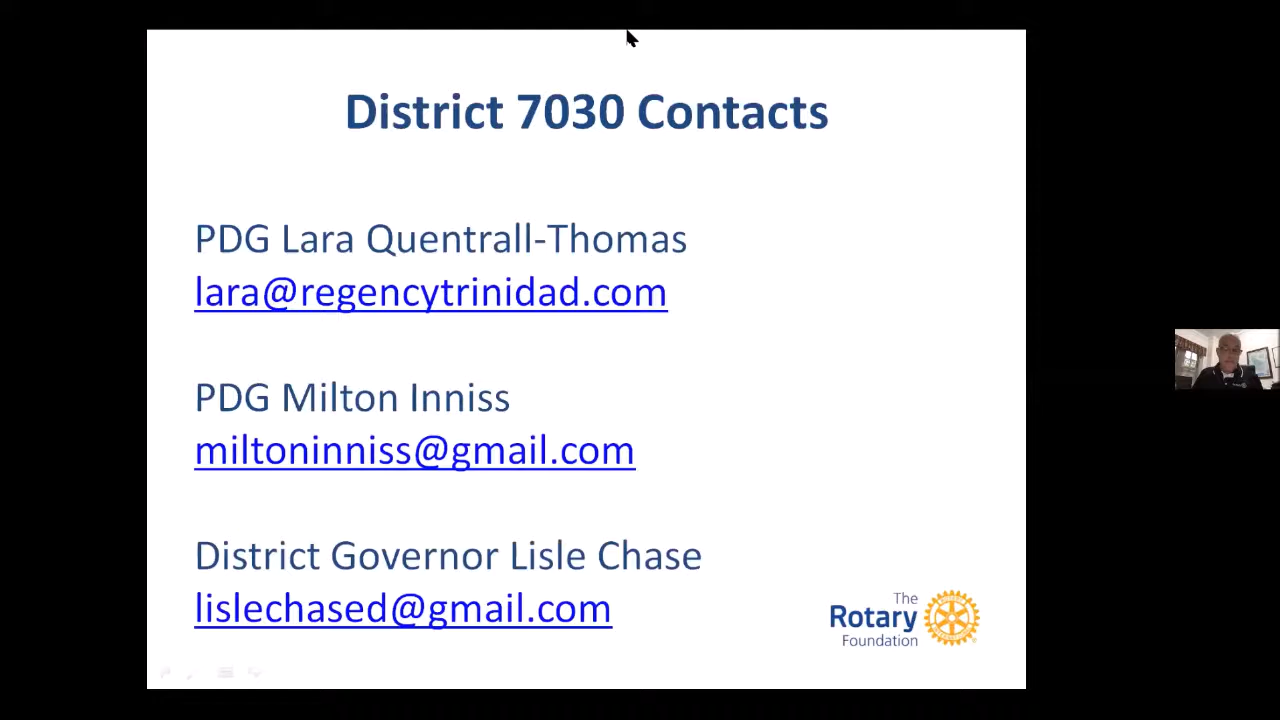 District 7030 Contacts
PDG Lara Quentrall-Thomas
lara@regencytrinidad.com
PDG Milton Inniss
miltoninniss@gmail.com
District Governor Lisle Chase
lislechased@gmail.com
The
Rotary
Foundation